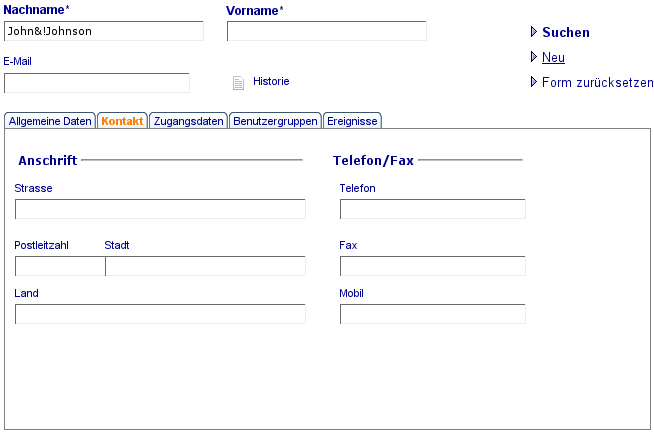 Nachname* Vorname*
John&!Johnson
Suchen
E-Mail
Neu
Historie
Form zurücksetzen
Allgemeine Daten Kontakt Zugangsdaten Benutzergruppen Ereignisse
Anschrift Telefon/Fax
Strasse Telefon
Postleitzahl Stadt Fax
Land Mobil